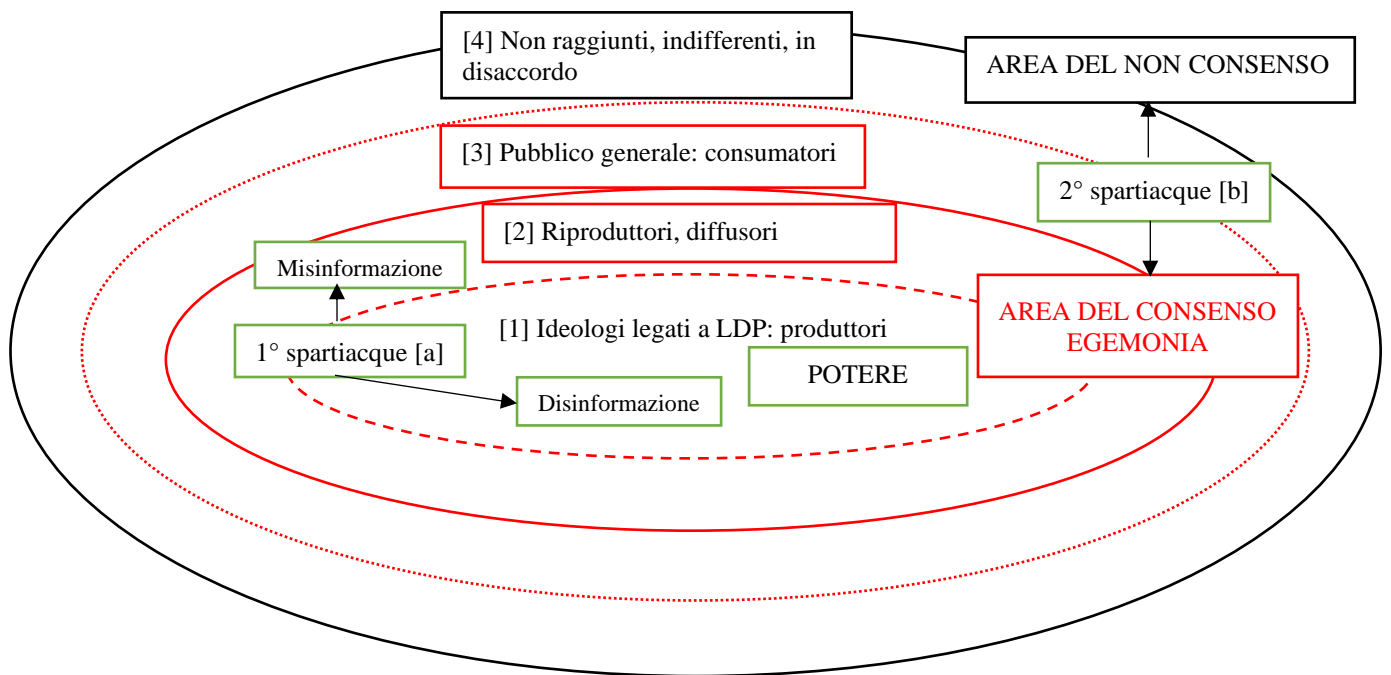 [4] Non raggiunti, indifferenti, in
disaccordo
AREA DEL NON CONSENSO
[3] Pubblico generale: consumatori
2° spartiacque [b]
[2] Riproduttori, diffusori
Misinformazione
AREA DEL CONSENSO
EGEMONIA
[1] Ideologi legati a LDP: produttori
1° spartiacque [a]
POTERE
Disinformazione